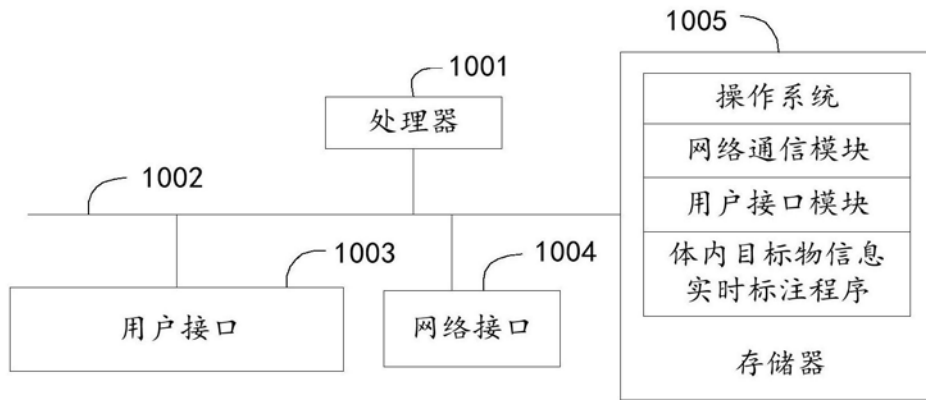 1005
1001
处理器
操作系统
网络通信模块
1002
用户接口模块
1003
1004
体内目标物信息
实时标注程序
用户接口
网络接口
存储器